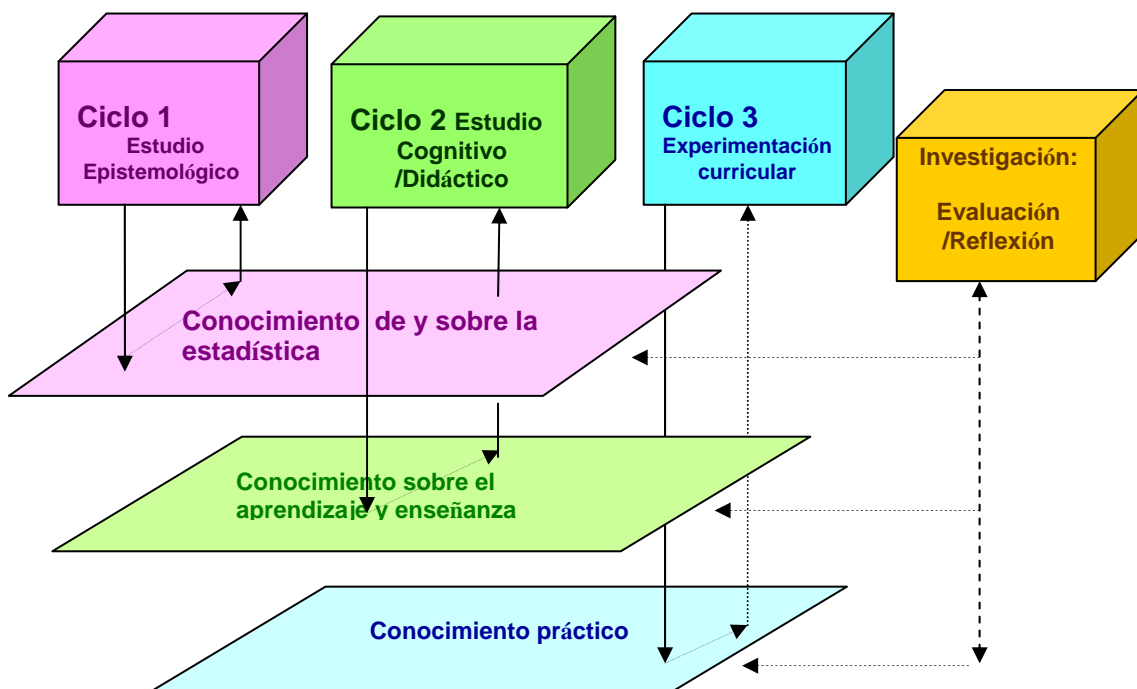 Ciclo 1
Estudio
Epistemológico
Ciclo 2 Estudio
Cognitivo
/Didáctico
Ciclo 3
Experimentación
curricular
Investigación:
Evaluación
/Reflexión
Conocimiento de y sobre la
estadística
Conocimiento sobre el
aprendizaje y enseñanza
Conocimiento práctico